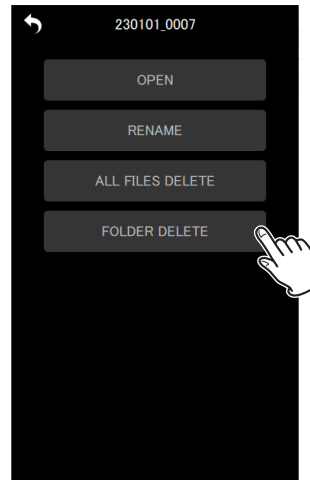 230101_0007
OPEN
RENAME
ALL FILES DELETE
FOLDER DELETE